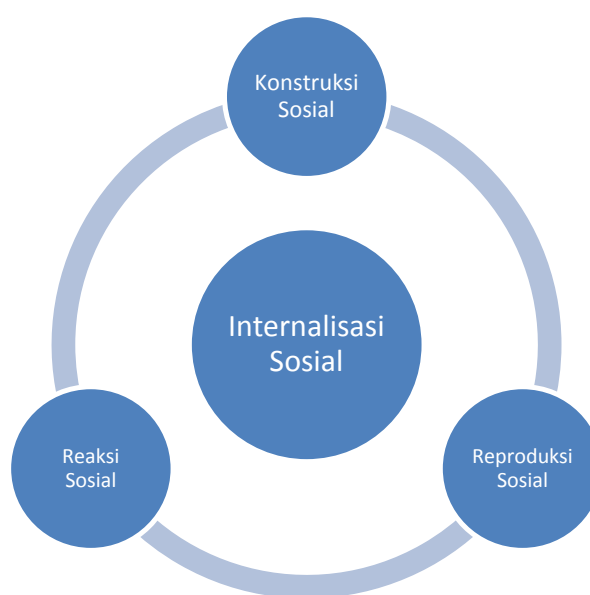 Konstruksi
Sosial
Internalisasi
Sosial
Reaksi
Sosial
Reproduksi
Sosial